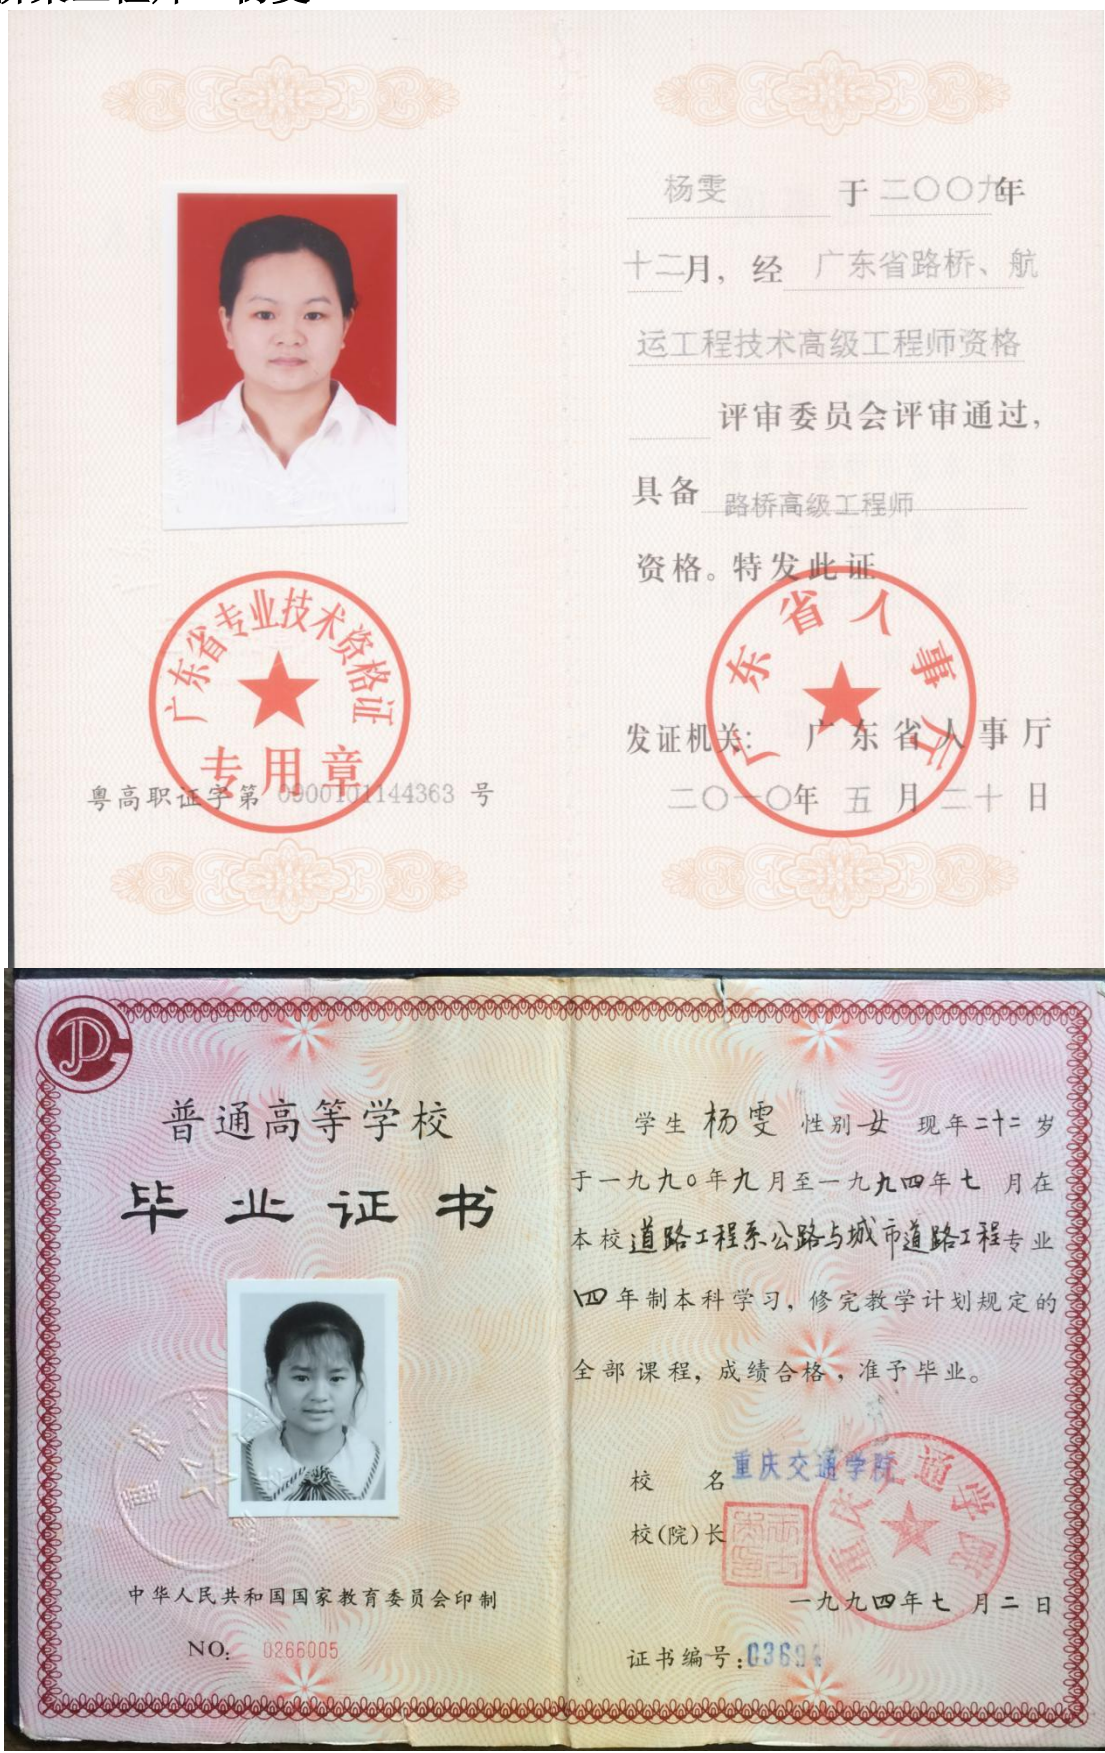 杨雯 于二〇〇九年
十二月，经 广东省路桥、航
运工程技术高级工程师资格
评审委员会评审通过，
具备 路桥高级工程师
资格。特发此证
广东省专业技术资格证
专用章
粤高职证字第 0900101144363 号
广东省人事厅
发证机关： 广东省人事厅
二〇一〇年 五 月 二十 日
普通高等学校
毕业证书
中华人民共和国国家教育委员会印制
NO: 0266005
学生 杨雯 性别 女 现年二十二岁
于一九九〇年九月至一九九四年七 月在
本校道路工程系公路与城市道路工程专业
四年制本科学习，修完教学计划规定的
全部课程，成绩合格，准予毕业。
校 名 重庆交通学院
校(院)长
重庆交通学院
一九九四年七 月二 日
证书编号:03694